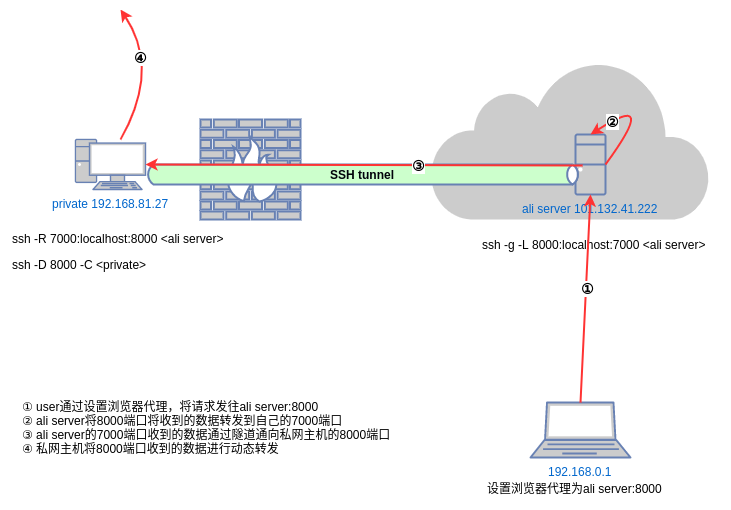 ④
②
③
SSH tunnel
private 192.168.81.27
ali server 101.132.41.222
ssh -R 7000:localhost:8000 <ali server>
ssh -g -L 8000:localhost:7000 <ali server>
ssh -D 8000 -C <private>
①
① user通过设置浏览器代理，将请求发往ali server:8000
② ali server将8000端口将收到的数据转发到自己的7000端口
③ ali server的7000端口收到的数据通过隧道通向私网主机的8000端口
④ 私网主机将8000端口收到的数据进行动态转发
192.168.0.1
设置浏览器代理为ali server:8000